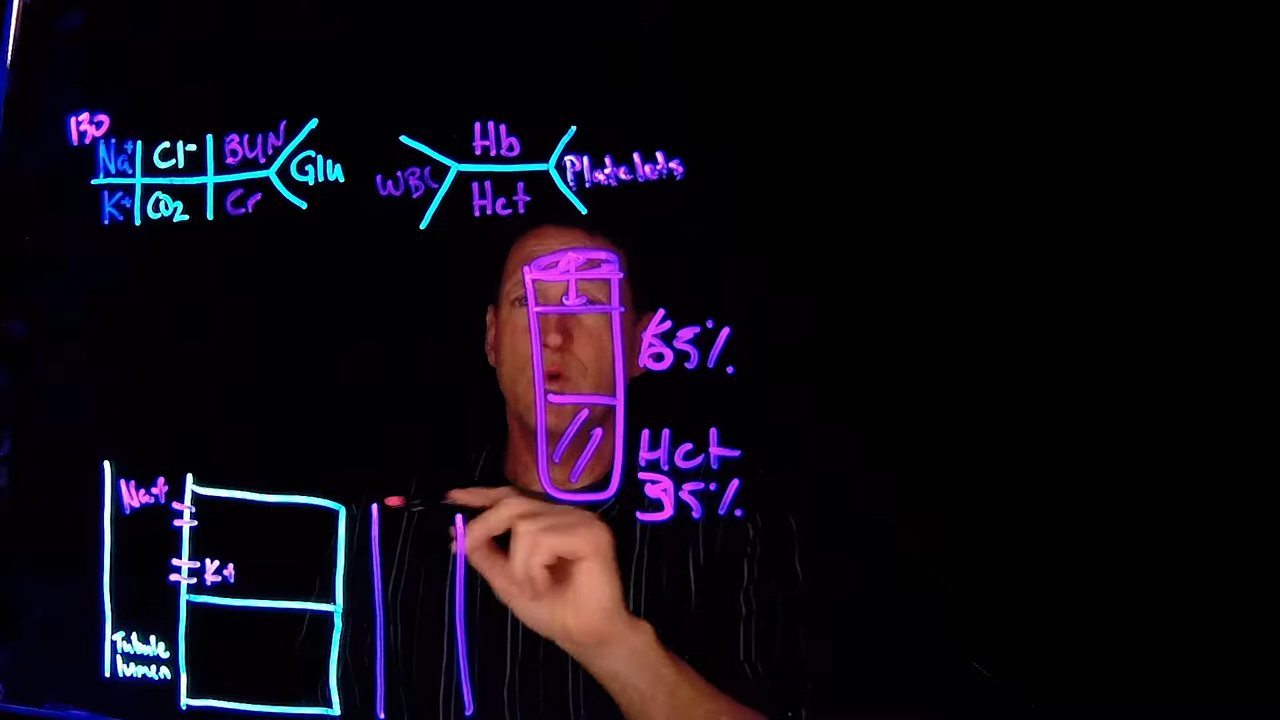 130
Na+ Cl- BUN Glu
K+ CO2 Cr
Hb
WBC Platelets
Hct
65%
Hct
35%
Na+
K+
Tubule
lumen